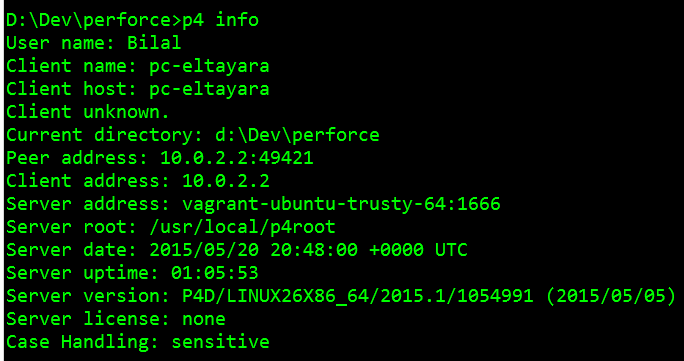 D:\Dev\perforce>p4 info
User name: Bilal
Client name: pc-eltayara
Client host: pc-eltayara
Client unknown.
Current directory: d:\Dev\perforce
Peer address: 10.0.2.2:49421
Client address: 10.0.2.2
Server address: vagrant-ubuntu-trusty-64:1666
Server root: /usr/local/p4root
Server date: 2015/05/20 20:48:00 +0000 UTC
Server uptime: 01:05:53
Server version: P4D/LINUX26X86_64/2015.1/1054991 (2015/05/05)
Server license: none
Case Handling: sensitive